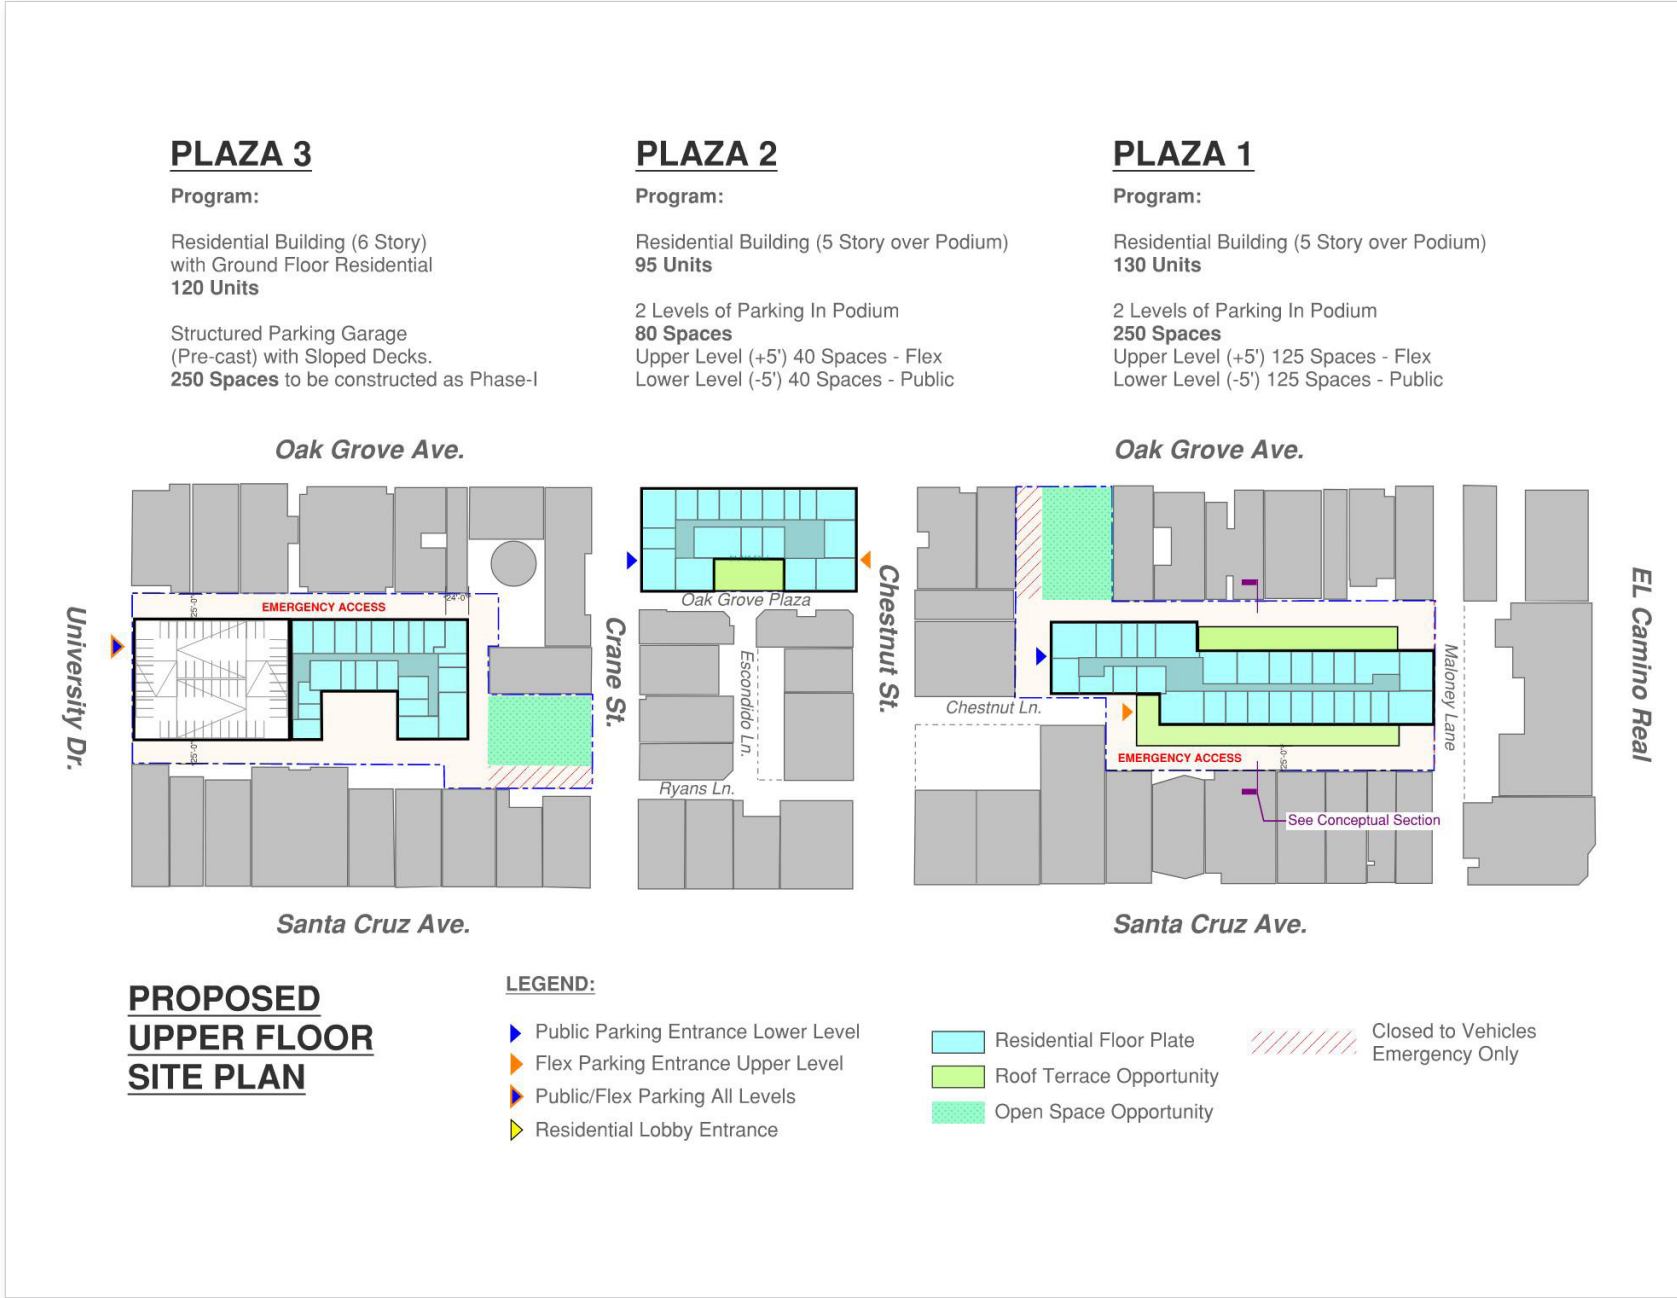 PLAZA 3
Program:
Residential Building (6 Story)
with Ground Floor Residential
120 Units
Structured Parking Garage
(Pre-cast) with Sloped Decks.
250 Spaces to be constructed as Phase-I
PLAZA 2
Program:
Residential Building (5 Story over Podium)
95 Units
2 Levels of Parking In Podium
80 Spaces
Upper Level (+5') 40 Spaces - Flex
Lower Level (-5') 40 Spaces - Public
PLAZA 1
Program:
Residential Building (5 Story over Podium)
130 Units
2 Levels of Parking In Podium
250 Spaces
Upper Level (+5') 125 Spaces - Flex
Lower Level (-5') 125 Spaces - Public
Oak Grove Ave.
Oak Grove Ave.
University Dr.
EMERGENCY ACCESS
25'-0"
24'-0"
25'-0"
Crane St.
Oak Grove Plaza
Escondido Ln.
Ryans Ln.
Chestnut St.
Chestnut Ln.
EMERGENCY ACCESS
25'-0"
See Conceptual Section
Maloney Lane
EL Camino Real
Santa Cruz Ave.
Santa Cruz Ave.
PROPOSED
UPPER FLOOR
SITE PLAN
LEGEND:
Public Parking Entrance Lower Level
Flex Parking Entrance Upper Level
Public/Flex Parking All Levels
Residential Lobby Entrance
Residential Floor Plate
Roof Terrace Opportunity
Open Space Opportunity
Closed to Vehicles
Emergency Only